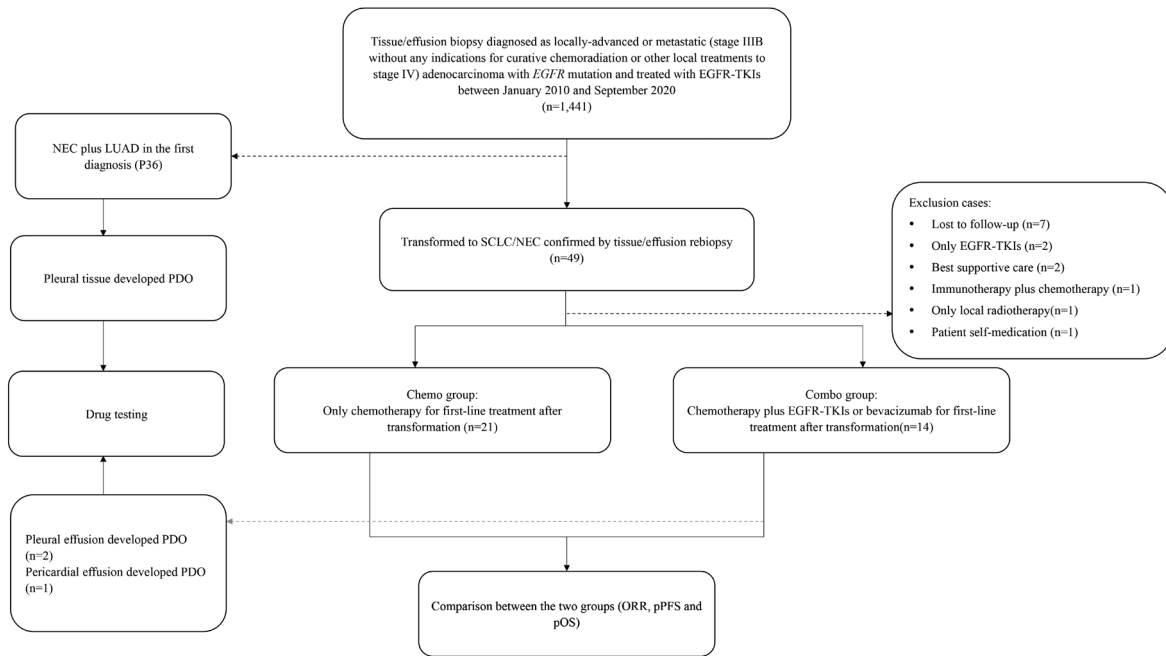 Tissue/effusion biopsy diagnosed as locally-advanced or metastatic (stage IIIB
without any indications for curative chemoradiation or other local treatments to
stage IV) adenocarcinoma with EGFR mutation and treated with EGFR-TKIs
between January 2010 and September 2020
(n=1,441)
NEC plus LUAD in the first
diagnosis (P36)
Transformed to SCLC/NEC confirmed by tissue/effusion rebiopsy
(n=49)
Exclusion cases:
• Lost to follow-up (n=7)
• Only EGFR-TKIs (n=2)
• Best supportive care (n=2)
• Immunotherapy plus chemotherapy (n=1)
• Only local radiotherapy(n=1)
• Patient self-medication (n=1)
Pleural tissue developed PDO
Drug testing
Chemo group:
Only chemotherapy for first-line treatment after
transformation (n=21)
Combo group:
Chemotherapy plus EGFR-TKIs or bevacizumab for first-line
treatment after transformation(n=14)
Pleural effusion developed PDO
(n=2)
Pericardial effusion developed PDO
(n=1)
Comparison between the two groups (ORR, pPFS and
pOS)